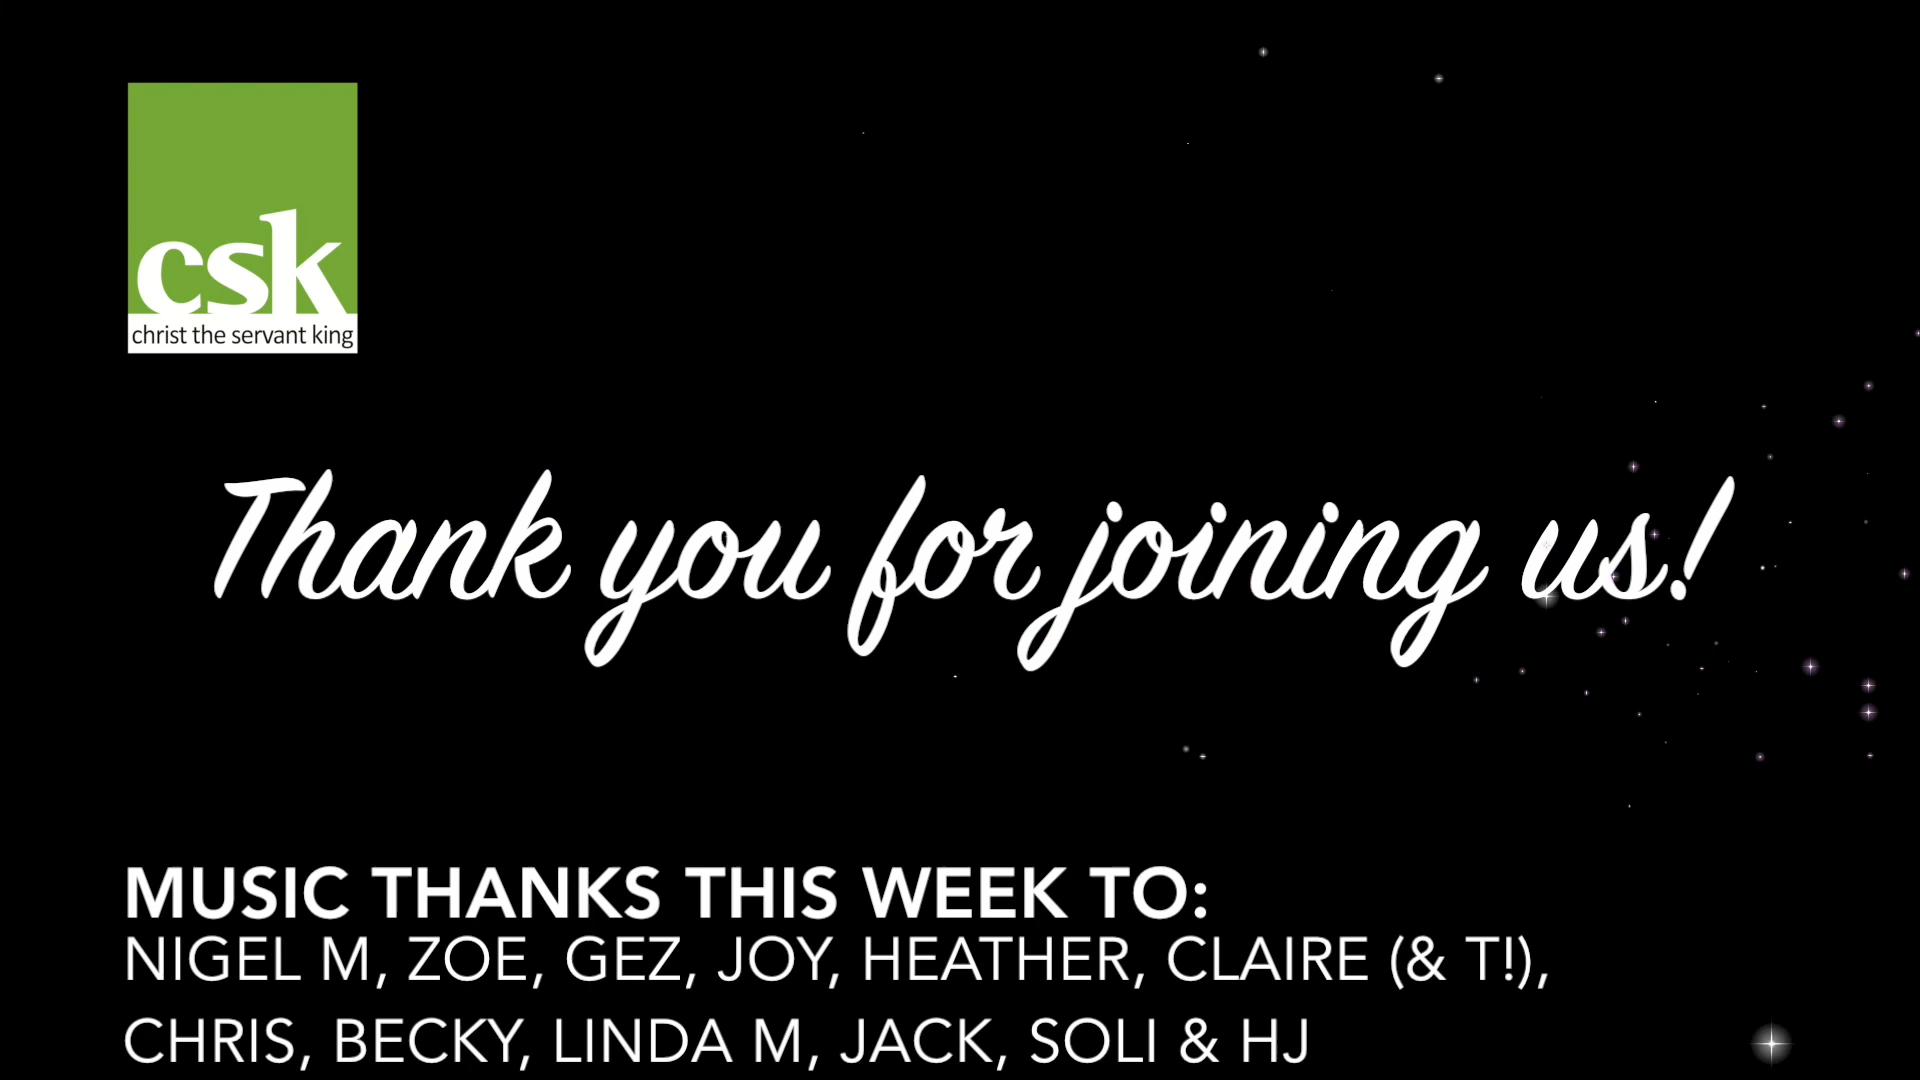 csk
christ the servant king
Thank you for joining us!
MUSIC THANKS THIS WEEK TO:
NIGEL M, ZOE, GEZ, JOY, HEATHER, CLAIRE (& T!),
CHRIS, BECKY, LINDA M, JACK, SOLI & HJ